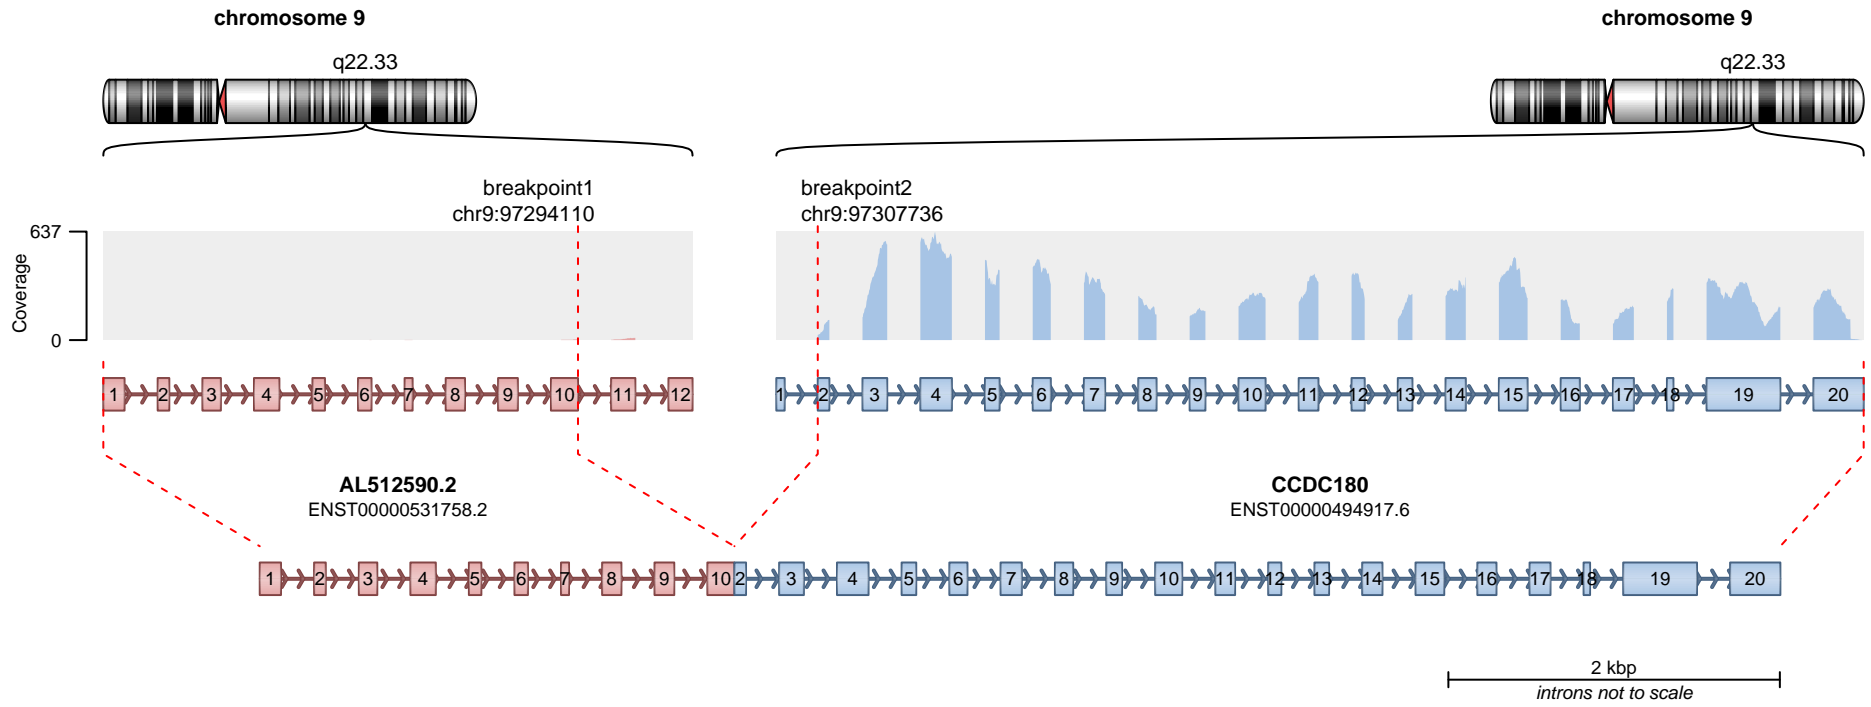 chromosome 9
chromosome 9
q22.33
q22.33
breakpoint1
chr9:97294110
breakpoint2
chr9:97307736
637
0
Coverage
1 2 3 4 5 6 7 8 9 10 11 12
1 2 3 4 5 6 7 8 9 10 11 12 13 14 15 16 17 18 19 20
AL512590.2
ENST00000531758.2
CCDC180
ENST00000494917.6
1 2 3 4 5 6 7 8 9 10 2 3 4 5 6 7 8 9 10 11 12 13 14 15 16 17 18 19 20
2 kbp
introns not to scale